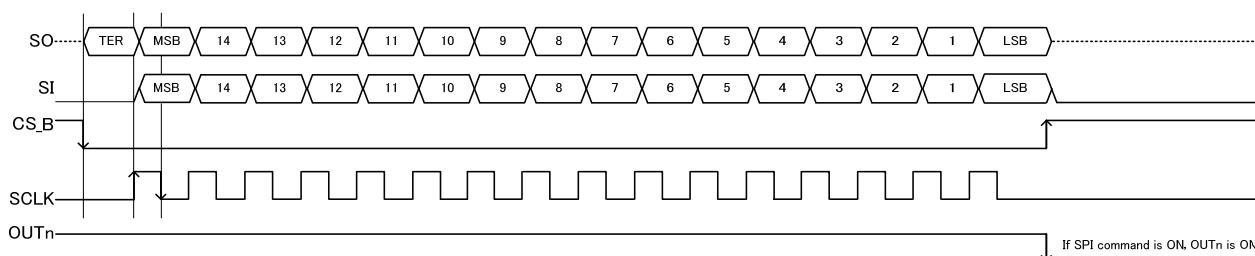 SO TER MSB 14 13 12 11 10 9 8 7 6 5 4 3 2 1 LSB
SI MSB 14 13 12 11 10 9 8 7 6 5 4 3 2 1 LSB
CS_B
SCLK
OUTn
If SPI command is ON, OUTn is ON